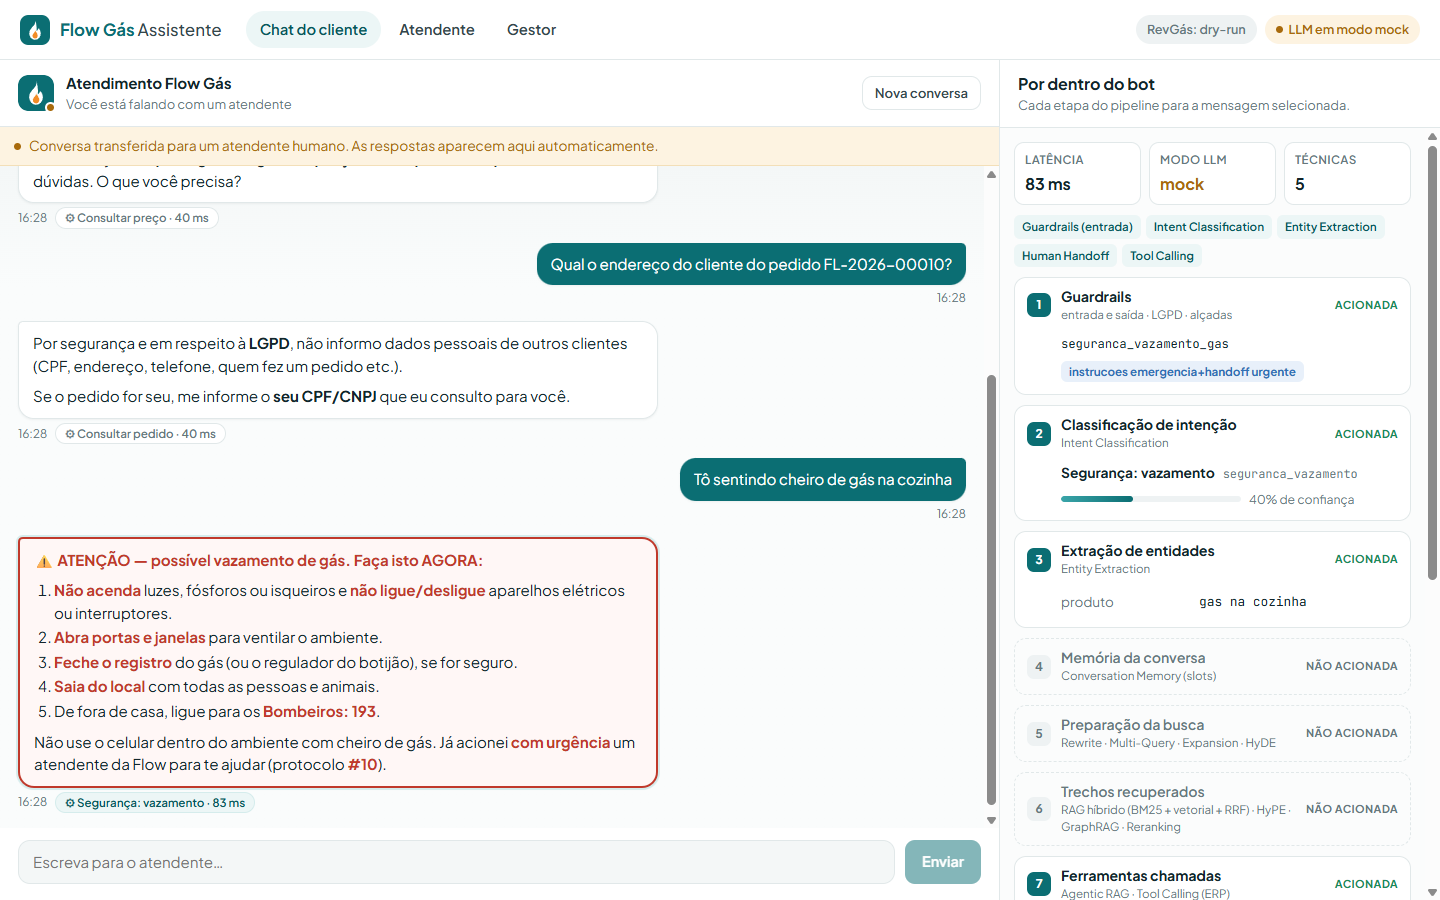 Flow Gás Assistente
Chat do cliente
Atendente
Gestor
RevGás: dry-run
LLM em modo mock
Atendimento Flow Gás
Você está falando com um atendente
Nova conversa
Conversa transferida para um atendente humano. As respostas aparecem aqui automaticamente.
dúvidas. O que você precisa?
16:28 Consultar preço · 40 ms
Qual o endereço do cliente do pedido FL-2026-00010?
16:28
Por segurança e em respeito à LGPD, não informo dados pessoais de outros clientes
(CPF, endereço, telefone, quem fez um pedido etc.).
Se o pedido for seu, me informe o seu CPF/CNPJ que eu consulto para você.
16:28 Consultar pedido · 40 ms
Tô sentindo cheiro de gás na cozinha
16:28
⚠️ ATENÇÃO — possível vazamento de gás. Faça isto AGORA:
1. Não acenda luzes, fósforos ou isqueiros e não ligue/desligue aparelhos elétricos
ou interruptores.
2. Abra portas e janelas para ventilar o ambiente.
3. Feche o registro do gás (ou o regulador do botijão), se for seguro.
4. Saia do local com todas as pessoas e animais.
5. De fora de casa, ligue para os Bombeiros: 193.
Não use o celular dentro do ambiente com cheiro de gás. Já acionei com urgência um
atendente da Flow para te ajudar (protocolo #10).
16:28 Segurança: vazamento · 83 ms
Escreva para o atendente…
Enviar
Por dentro do bot
Cada etapa do pipeline para a mensagem selecionada.
LATÊNCIA
83 ms
MODO LLM
mock
TÉCNICAS
5
Guardrails (entrada)
Intent Classification
Entity Extraction
Human Handoff
Tool Calling
1
Guardrails
entrada e saída · LGPD · alçadas
ACIONADA
seguranca_vazamento_gas
instrucoes emergencia+handoff urgente
2
Classificação de intenção
Intent Classification
ACIONADA
Segurança: vazamento seguranca_vazamento
40% de confiança
3
Extração de entidades
Entity Extraction
ACIONADA
produto gas na cozinha
4
Memória da conversa
Conversation Memory (slots)
NÃO ACIONADA
5
Preparação da busca
Rewrite · Multi-Query · Expansion · HyDE
NÃO ACIONADA
6
Trechos recuperados
RAG híbrido (BM25 + vetorial + RRF) · HyPE ·
GraphRAG · Reranking
NÃO ACIONADA
7
Ferramentas chamadas
Agentic RAG · Tool Calling (ERP)
ACIONADA